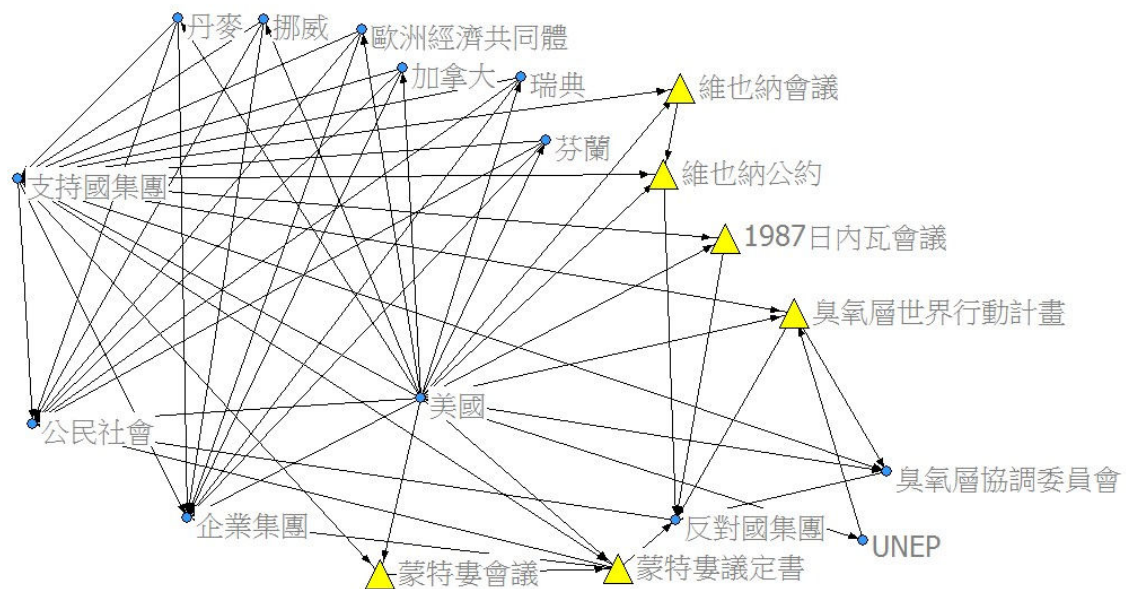 丹麥
挪威
歐洲經濟共同體
加拿大
瑞典
維也納會議
芬蘭
支持國集團
維也納公約
1987日內瓦會議
臭氧層世界行動計畫
美國
公民社會
臭氧層協調委員會
企業集團
反對國集團
UNEP
蒙特婁會議
蒙特婁議定書